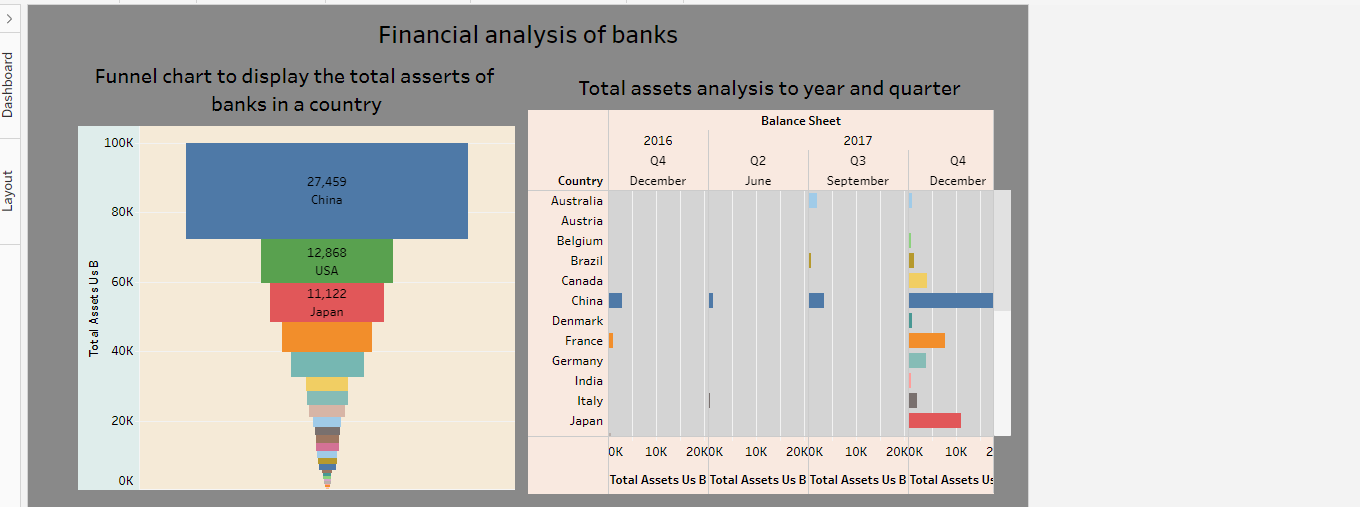 Financial analysis of banks
Funnel chart to display the total asserts of
banks in a country
Total assets analysis to year and quarter
Dashboard
Layout
Total Assets Us B
100K
80K
60K
40K
20K
0K
27,459
China
12,868
USA
11,122
Japan
Balance Sheet
2016 2017
Q4 Q2 Q3 Q4
Country December June September December
Australia
Austria
Belgium
Brazil
Canada
China
Denmark
France
Germany
India
Italy
Japan
0K 10K 20K 0K 10K 20K 0K 10K 20K 0K 10K 2
Total Assets Us B Total Assets Us B Total Assets Us B Total Assets Us